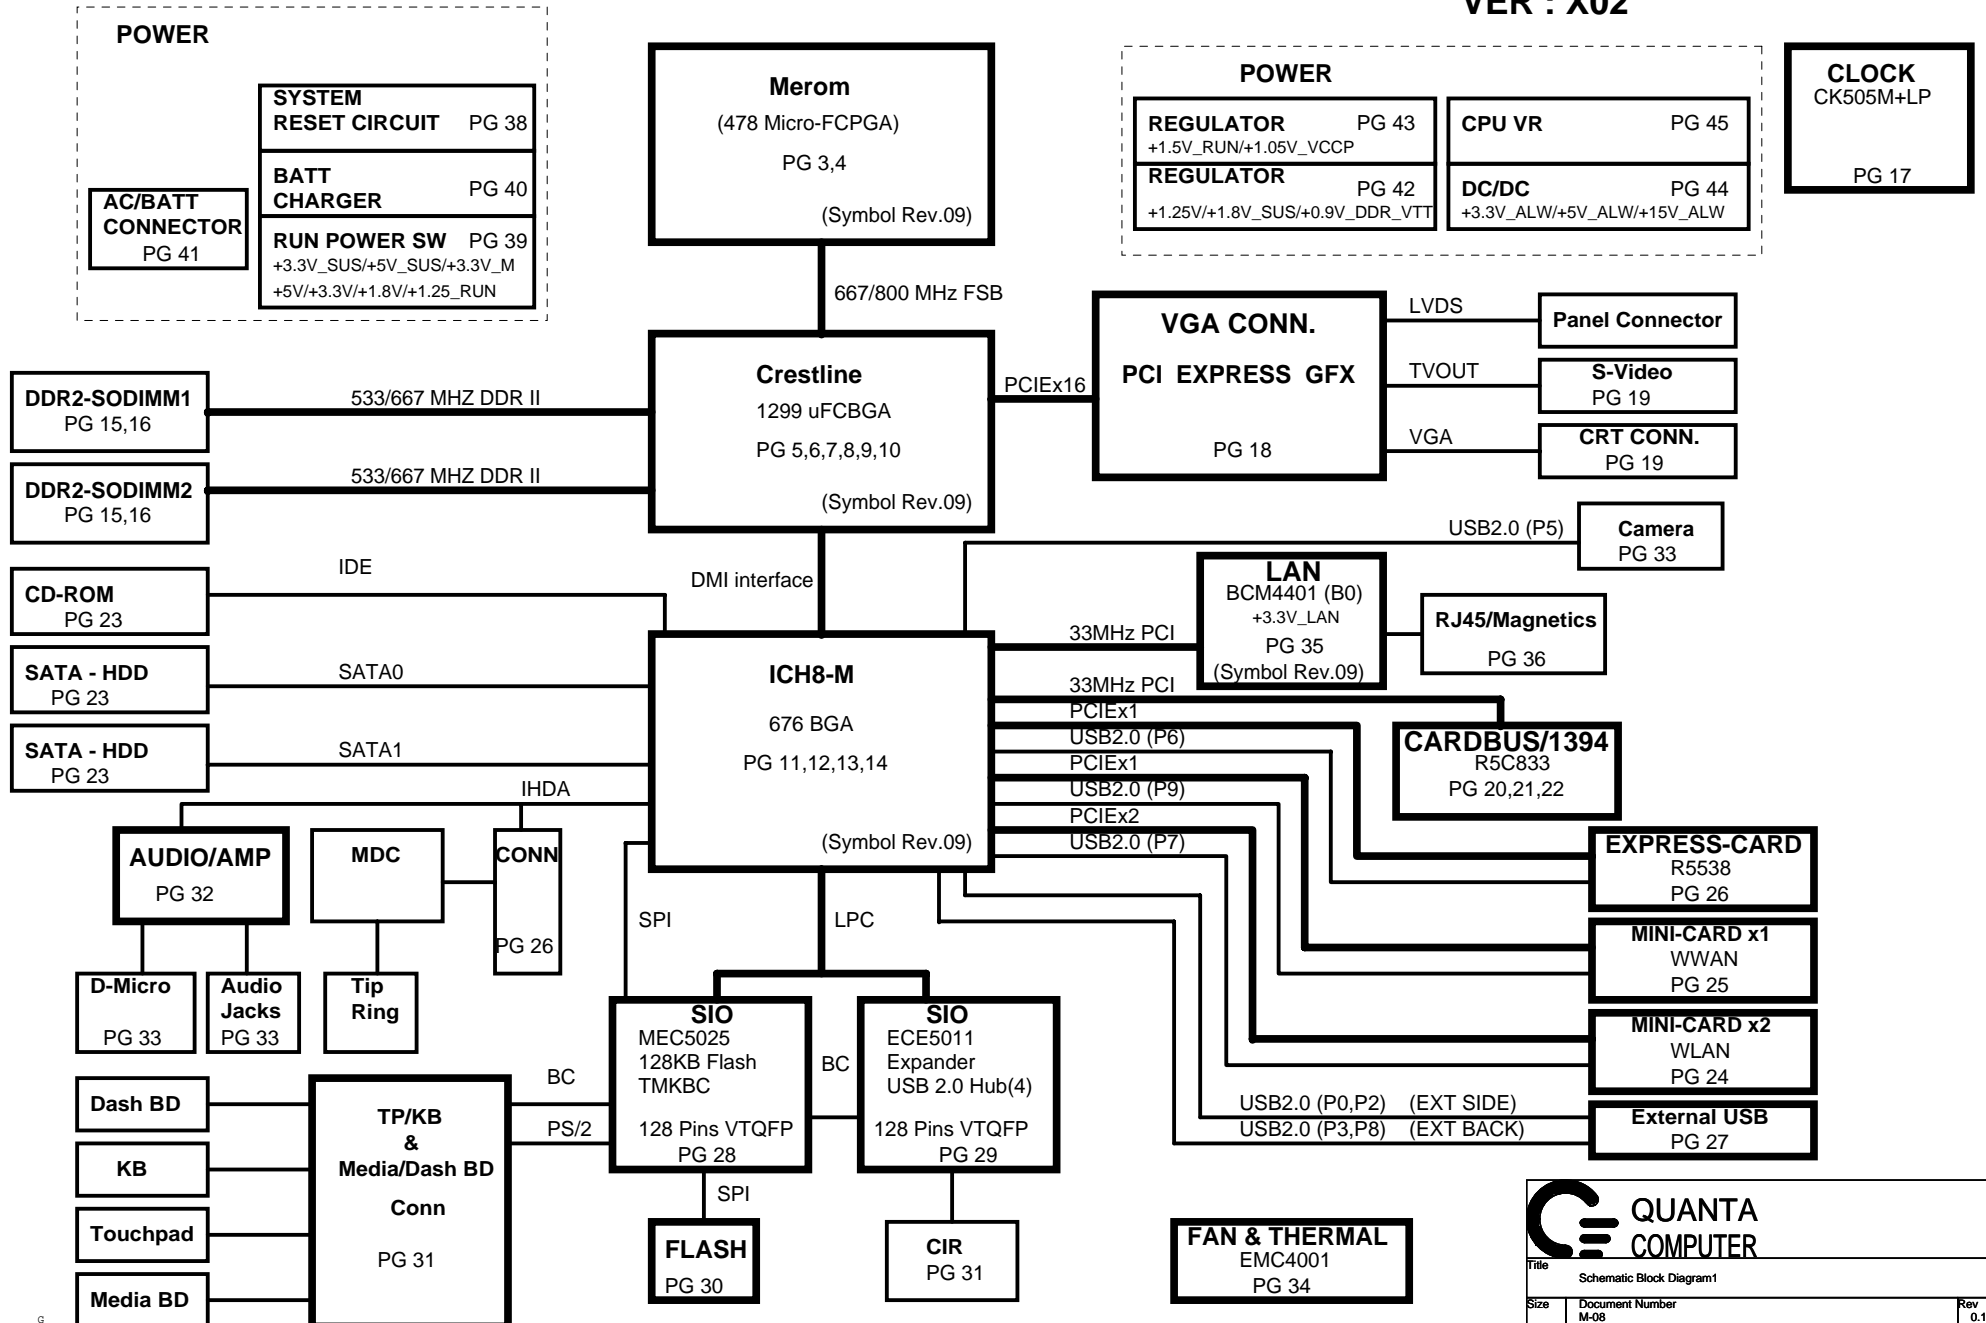 VER : X02
POWER
SYSTEM
RESET CIRCUIT PG 38
BATT
CHARGER PG 40
RUN POWER SW PG 39
+3.3V_SUS/+5V_SUS/+3.3V_M
+5V/+3.3V/+1.8V/+1.25_RUN
AC/BATT
CONNECTOR
PG 41
Merom
(478 Micro-FCPGA)
PG 3,4
(Symbol Rev.09)
POWER
REGULATOR PG 43
+1.5V_RUN/+1.05V_VCCP
REGULATOR
PG 42
+1.25V/+1.8V_SUS/+0.9V_DDR_VTT
CPU VR PG 45
DC/DC PG 44
+3.3V_ALW/+5V_ALW/+15V_ALW
CLOCK
CK505M+LP
PG 17
667/800 MHz FSB
Crestline
1299 uFCBGA
PG 5,6,7,8,9,10
(Symbol Rev.09)
DDR2-SODIMM1
PG 15,16
533/667 MHZ DDR II
DDR2-SODIMM2
PG 15,16
533/667 MHZ DDR II
PCIEx16
VGA CONN.
PCI EXPRESS GFX
PG 18
LVDS
Panel Connector
TVOUT
S-Video
PG 19
VGA
CRT CONN.
PG 19
USB2.0 (P5)
Camera
PG 33
DMI interface
IDE
CD-ROM
PG 23
SATA - HDD
PG 23
SATA0
SATA - HDD
PG 23
SATA1
IHDA
ICH8-M
676 BGA
PG 11,12,13,14
(Symbol Rev.09)
33MHz PCI
LAN
BCM4401 (B0)
+3.3V_LAN
PG 35
(Symbol Rev.09)
RJ45/Magnetics
PG 36
33MHz PCI
PCIEx1
USB2.0 (P6)
PCIEx1
USB2.0 (P9)
PCIEx2
USB2.0 (P7)
CARDBUS/1394
R5C833
PG 20,21,22
EXPRESS-CARD
R5538
PG 26
MINI-CARD x1
WWAN
PG 25
MINI-CARD x2
WLAN
PG 24
USB2.0 (P0,P2) (EXT SIDE)
USB2.0 (P3,P8) (EXT BACK)
External USB
PG 27
AUDIO/AMP
PG 32
MDC
CONN
PG 26
D-Micro
PG 33
Audio
Jacks
PG 33
Tip
Ring
SPI
LPC
SIO
MEC5025
128KB Flash
TMKBC
128 Pins VTQFP
PG 28
BC
SIO
ECE5011
Expander
USB 2.0 Hub(4)
128 Pins VTQFP
PG 29
BC
PS/2
Dash BD
KB
Touchpad
Media BD
TP/KB
&
Media/Dash BD
Conn
PG 31
SPI
FLASH
PG 30
CIR
PG 31
FAN & THERMAL
EMC4001
PG 34
QUANTA
COMPUTER
Title
Schematic Block Diagram1
Size Document Number Rev
M-08 0.1
G